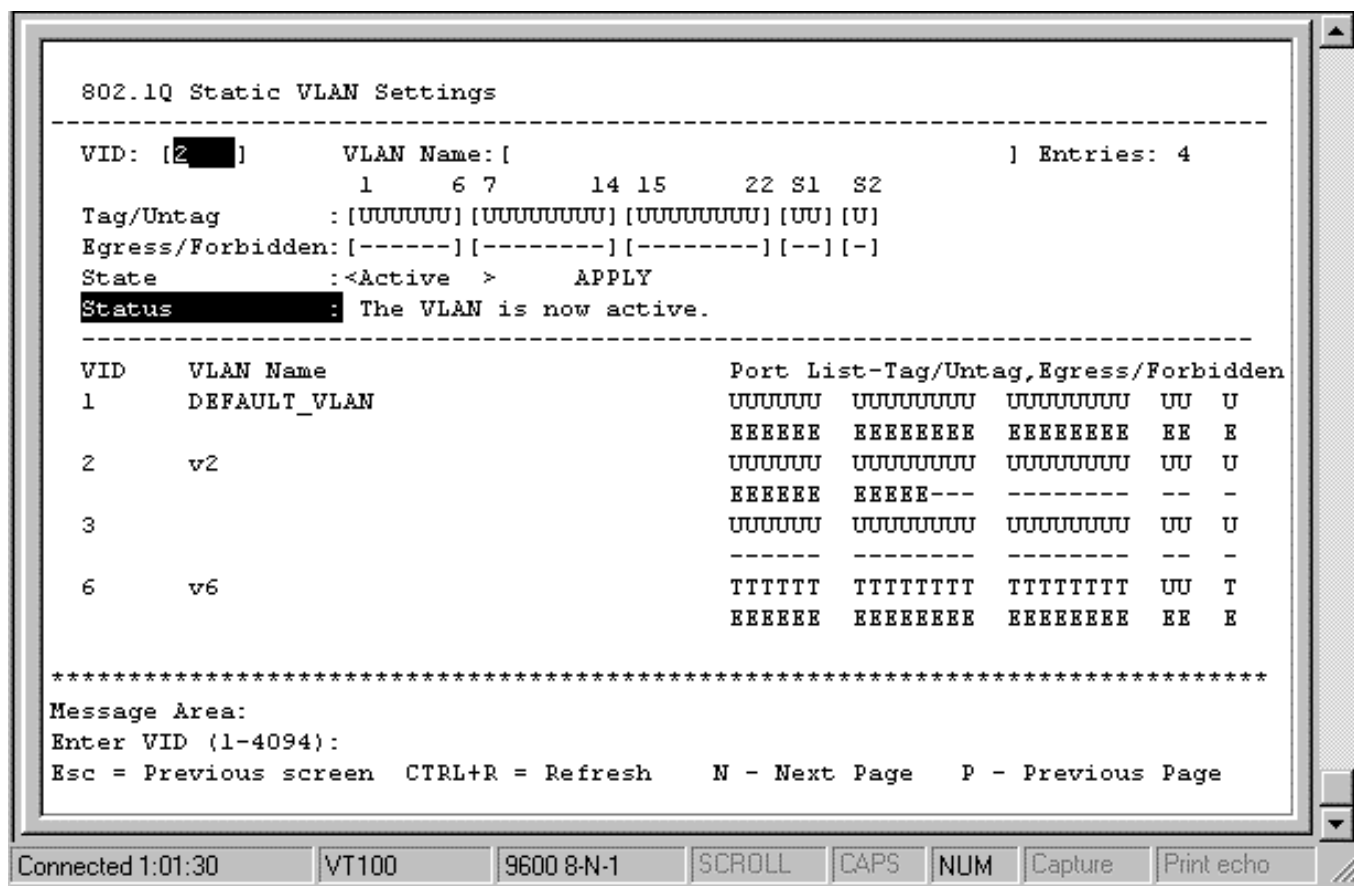 802.1Q Static VLAN Settings
--------------------------------------------------------------------------------
VID: [2    ] VLAN Name:[ ] Entries: 4
1 6 7 14 15 22 S1 S2
Tag/Untag :[UUUUUU][UUUUUUUU][UUUUUUUU][UU][U]
Egress/Forbidden:[------][--------][--------][--][-]
State :<Active  > APPLY
Status : The VLAN is now active.
----------------------------------------------------------------------------
VID VLAN Name Port List-Tag/Untag,Egress/Forbidden
1 DEFAULT_VLAN UUUUUU UUUUUUUU UUUUUUUU UU U
EEEEEE EEEEEEEE EEEEEEEE EE E
2 v2 UUUUUU UUUUUUUU UUUUUUUU UU U
EEEEEE EEEEE--- -------- -- -
3 UUUUUU UUUUUUUU UUUUUUUU UU U
------ -------- -------- -- -
6 v6 TTTTTT TTTTTTTT TTTTTTTT UU T
EEEEEE EEEEEEEE EEEEEEEE EE E
********************************************************************************
Message Area:
Enter VID (1-4094):
Esc = Previous screen CTRL+R = Refresh N - Next Page P - Previous Page
Connected 1:01:30 VT100 9600 8-N-1 SCROLL CAPS NUM Capture Print echo